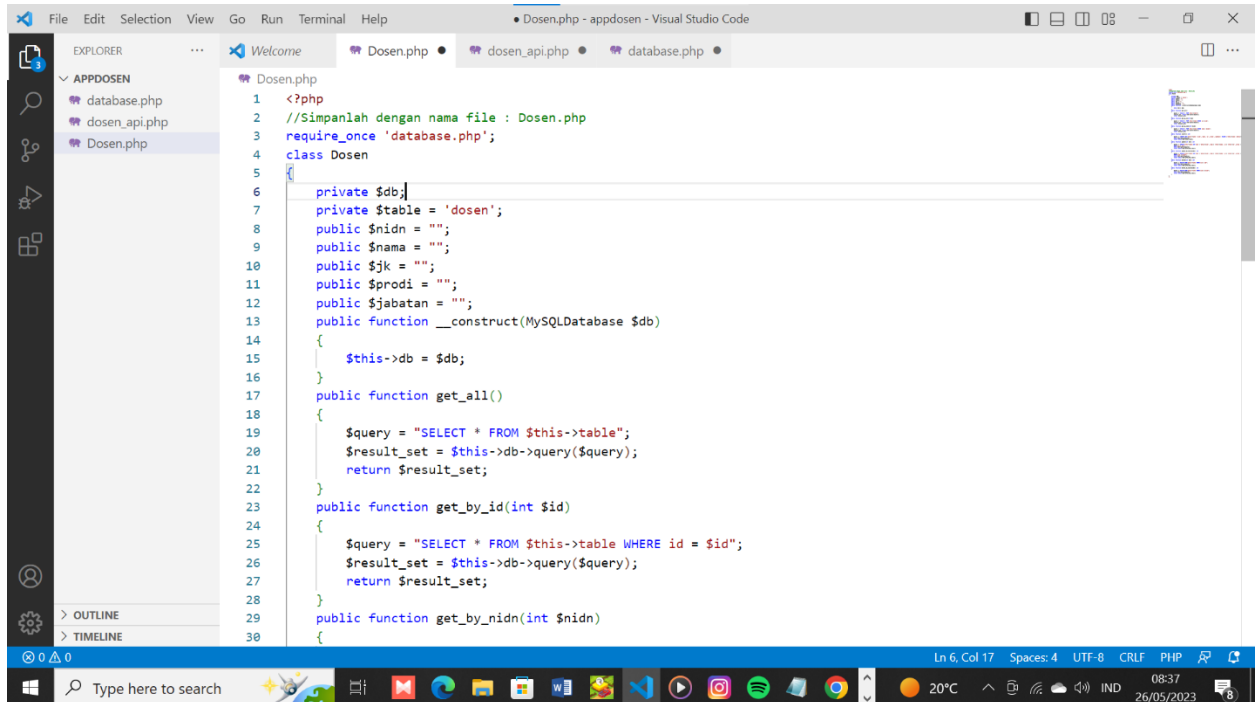 File Edit Selection View Go Run Terminal Help ● Dosen.php - appdosen - Visual Studio Code
EXPLORER ...
Welcome Dosen.php ● dosen_api.php ● database.php ●
3
APPDOSEN
database.php
dosen_api.php
Dosen.php
Dosen.php
1 <?php
2 //Simpanlah dengan nama file : Dosen.php
3 require_once 'database.php';
4 class Dosen
5 {
6 private $db;
7 private $table = 'dosen';
8 public $nidn = "";
9 public $nama = "";
10 public $jk = "";
11 public $prodi = "";
12 public $jabatan = "";
13 public function __construct(MySQLDatabase $db)
14 {
15 $this->db = $db;
16 }
17 public function get_all()
18 {
19 $query = "SELECT * FROM $this->table";
20 $result_set = $this->db->query($query);
21 return $result_set;
22 }
23 public function get_by_id(int $id)
24 {
25 $query = "SELECT * FROM $this->table WHERE id = $id";
26 $result_set = $this->db->query($query);
27 return $result_set;
28 }
29 public function get_by_nidn(int $nidn)
30 {
OUTLINE
TIMELINE
0 0 Ln 6, Col 17 Spaces: 4 UTF-8 CRLF PHP
Type here to search 20°C IND 08:37 26/05/2023 8